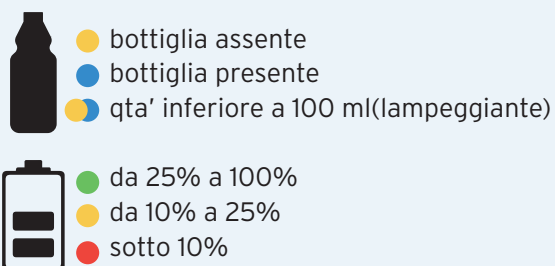 bottiglia assente
bottiglia presente
qta' inferiore a 100 ml(lampeggiante)
da 25% a 100%
da 10% a 25%
sotto 10%